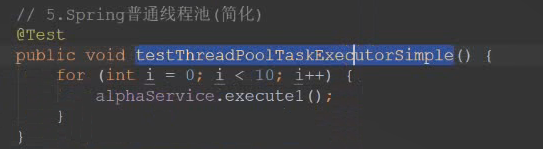 // 5.Spring普通线程池(简化)
@Test
public void testThreadPoolTaskExecutorSimple() {
for (int i = 0; i < 10; i++) {
alphaService.execute1();
}
}